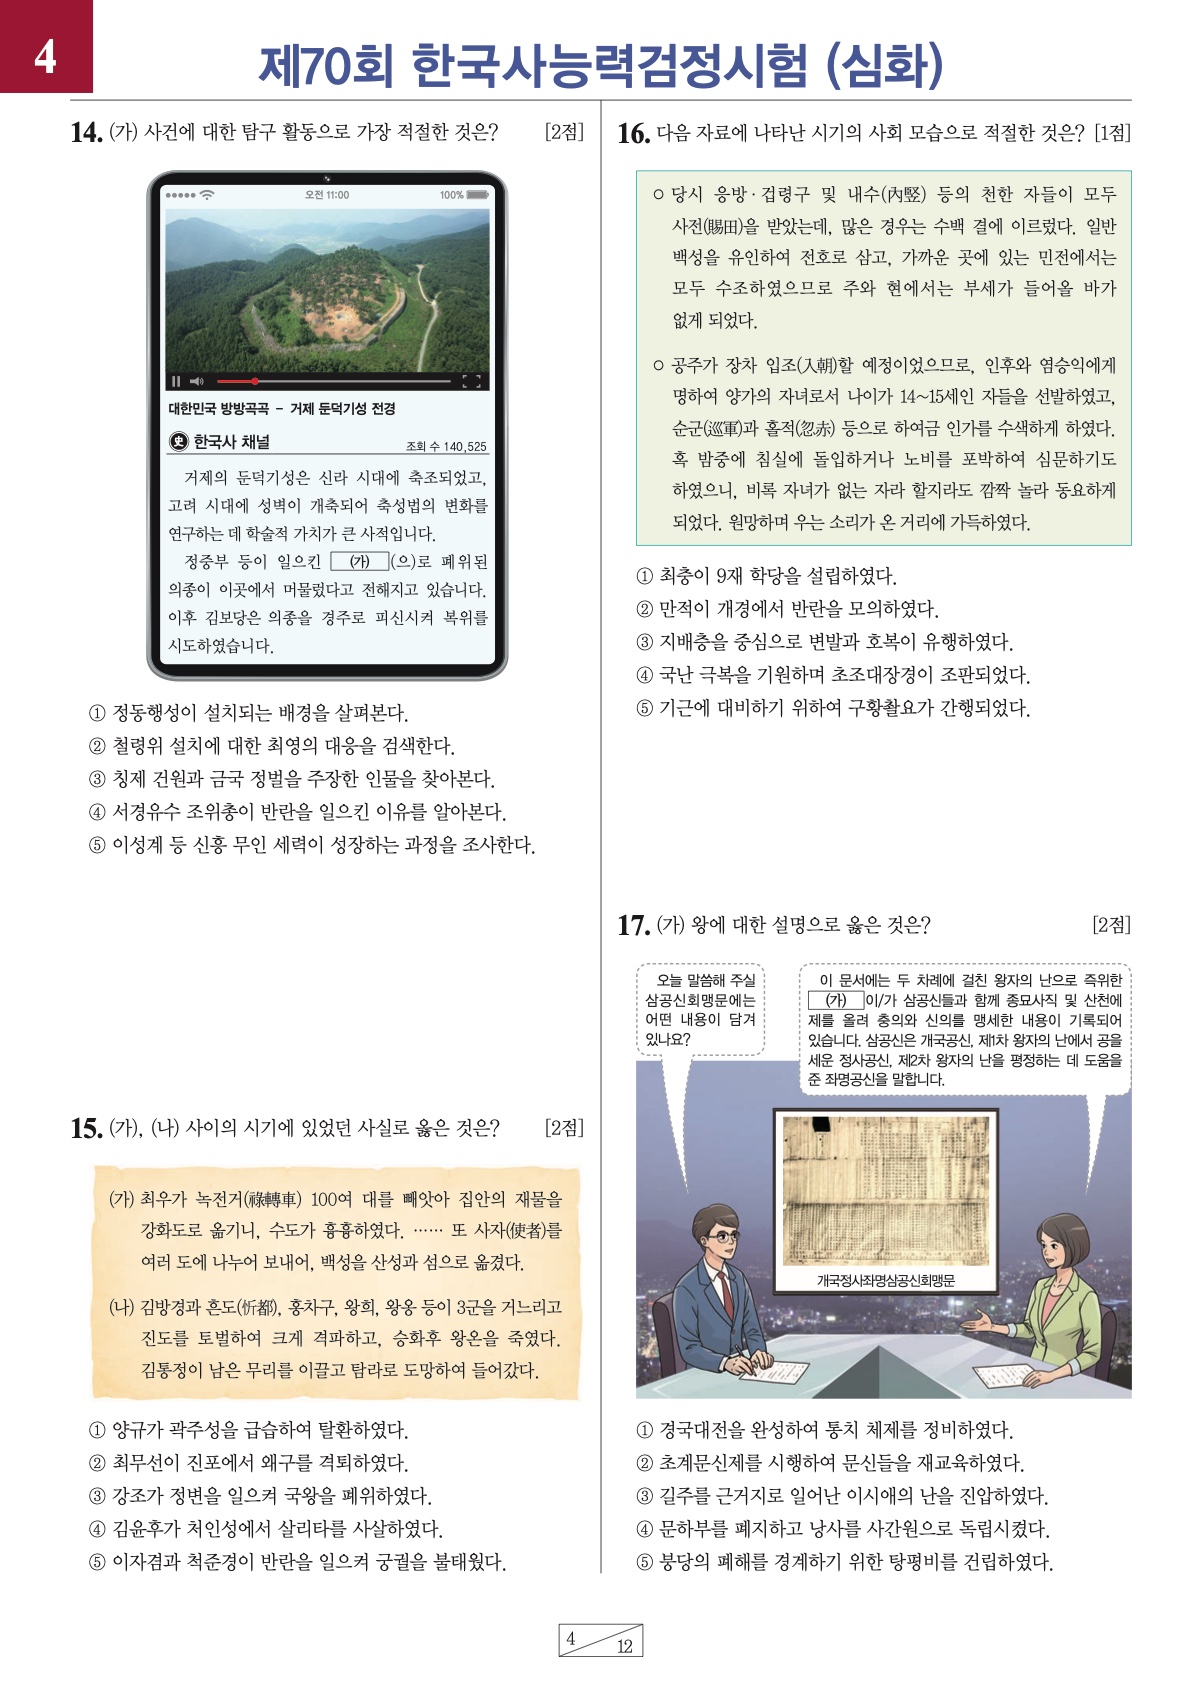 4
제70회 한국사능력검정시험 (심화)
14. (가) 사건에 대한 탐구 활동으로 가장 적절한 것은? [2점]
오전 11:00 100%
대한민국 방방곡곡 - 거제 둔덕기성 전경
史 한국사 채널 조회 수 140,525
거제의 둔덕기성은 신라 시대에 축조되었고,
고려 시대에 성벽이 개축되어 축성법의 변화를
연구하는 데 학술적 가치가 큰 사적입니다.
정중부 등이 일으킨 (가) (으)로 폐위된
의종이 이곳에서 머물렀다고 전해지고 있습니다.
이후 김보당은 의종을 경주로 피신시켜 복위를
시도하였습니다.
① 정동행성이 설치되는 배경을 살펴본다.
② 철령위 설치에 대한 최영의 대응을 검색한다.
③ 칭제 건원과 금국 정벌을 주장한 인물을 찾아본다.
④ 서경유수 조위총이 반란을 일으킨 이유를 알아본다.
⑤ 이성계 등 신흥 무인 세력이 성장하는 과정을 조사한다.
15. (가), (나) 사이의 시기에 있었던 사실로 옳은 것은? [2점]
(가) 최우가 녹전거(祿轉車) 100여 대를 빼앗아 집안의 재물을
강화도로 옮기니, 수도가 흉흉하였다. …… 또 사자(使者)를
여러 도에 나누어 보내어, 백성을 산성과 섬으로 옮겼다.
(나) 김방경과 흔도(忻都), 홍차구, 왕희, 왕옹 등이 3군을 거느리고
진도를 토벌하여 크게 격파하고, 승화후 왕온을 죽였다.
김통정이 남은 무리를 이끌고 탐라로 도망하여 들어갔다.
① 양규가 곽주성을 급습하여 탈환하였다.
② 최무선이 진포에서 왜구를 격퇴하였다.
③ 강조가 정변을 일으켜 국왕을 폐위하였다.
④ 김윤후가 처인성에서 살리타를 사살하였다.
⑤ 이자겸과 척준경이 반란을 일으켜 궁궐을 불태웠다.
16. 다음 자료에 나타난 시기의 사회 모습으로 적절한 것은? [1점]
○ 당시 응방·겁령구 및 내수(內竪) 등의 천한 자들이 모두
사전(賜田)을 받았는데, 많은 경우는 수백 결에 이르렀다. 일반
백성을 유인하여 전호로 삼고, 가까운 곳에 있는 민전에서는
모두 수조하였으므로 주와 현에서는 부세가 들어올 바가
없게 되었다.
○ 공주가 장차 입조(入朝)할 예정이었으므로, 인후와 염승익에게
명하여 양가의 자녀로서 나이가 14~15세인 자들을 선발하였고,
순군(巡軍)과 홀적(忽赤) 등으로 하여금 인가를 수색하게 하였다.
혹 밤중에 침실에 돌입하거나 노비를 포박하여 심문하기도
하였으니, 비록 자녀가 없는 자라 할지라도 깜짝 놀라 동요하게
되었다. 원망하며 우는 소리가 온 거리에 가득하였다.
① 최충이 9재 학당을 설립하였다.
② 만적이 개경에서 반란을 모의하였다.
③ 지배층을 중심으로 변발과 호복이 유행하였다.
④ 국난 극복을 기원하며 초조대장경이 조판되었다.
⑤ 기근에 대비하기 위하여 구황촬요가 간행되었다.
17. (가) 왕에 대한 설명으로 옳은 것은? [2점]
오늘 말씀해 주실
삼공신회맹문에는
어떤 내용이 담겨
있나요?
이 문서에는 두 차례에 걸친 왕자의 난으로 즉위한
(가) 이/가 삼공신들과 함께 종묘사직 및 산천에
제를 올려 충의와 신의를 맹세한 내용이 기록되어
있습니다. 삼공신은 개국공신, 제1차 왕자의 난에서 공을
세운 정사공신, 제2차 왕자의 난을 평정하는 데 도움을
준 좌명공신을 말합니다.
개국정사좌명삼공신회맹문
① 경국대전을 완성하여 통치 체제를 정비하였다.
② 초계문신제를 시행하여 문신들을 재교육하였다.
③ 길주를 근거지로 일어난 이시애의 난을 진압하였다.
④ 문하부를 폐지하고 낭사를 사간원으로 독립시켰다.
⑤ 붕당의 폐해를 경계하기 위한 탕평비를 건립하였다.
4 12